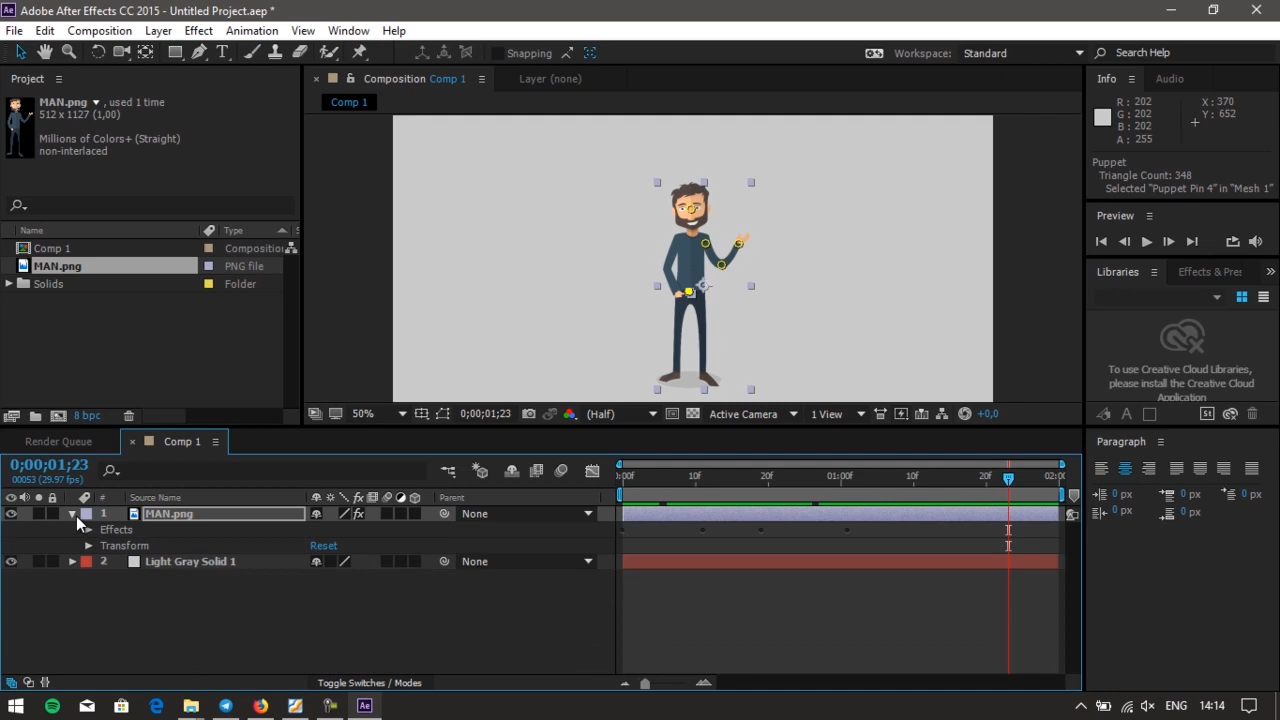 Adobe After Effects CC 2015 - Untitled Project.aep *
File Edit Composition Layer Effect Animation View Window Help
Snapping
Workspace: Standard
Search Help
Project
MAN.png , used 1 time
512 x 1127 (1,00)
Millions of Colors+ (Straight)
non-interlaced
Name Type
Comp 1 Compositio
MAN.png PNG file
Solids Folder
8 bpc
Composition Comp 1
Layer (none)
Comp 1
50%
0;00;01;23
(Half)
Active Camera
1 View
+0,0
Info
Audio
R: 202
G: 202
B: 202
A: 255
X: 370
Y: 652
Puppet
Triangle Count: 348
Selected "Puppet Pin 4" in "Mesh 1"
Preview
Libraries
Effects & Pres
To use Creative Cloud Libraries,
please install the Creative Cloud
Application
St
Paragraph
0 px 0 px
0 px 0 px
Render Queue
Comp 1
0;00;01;23
00053 (29.97 fps)
# Source Name
fx
Parent
1 MAN.png
fx
None
Effects
Transform Reset
2 Light Gray Solid 1
None
:00F 10f 20f 01:00f 10f 20f 02:00
Toggle Switches / Modes
Ae
ENG 14:14